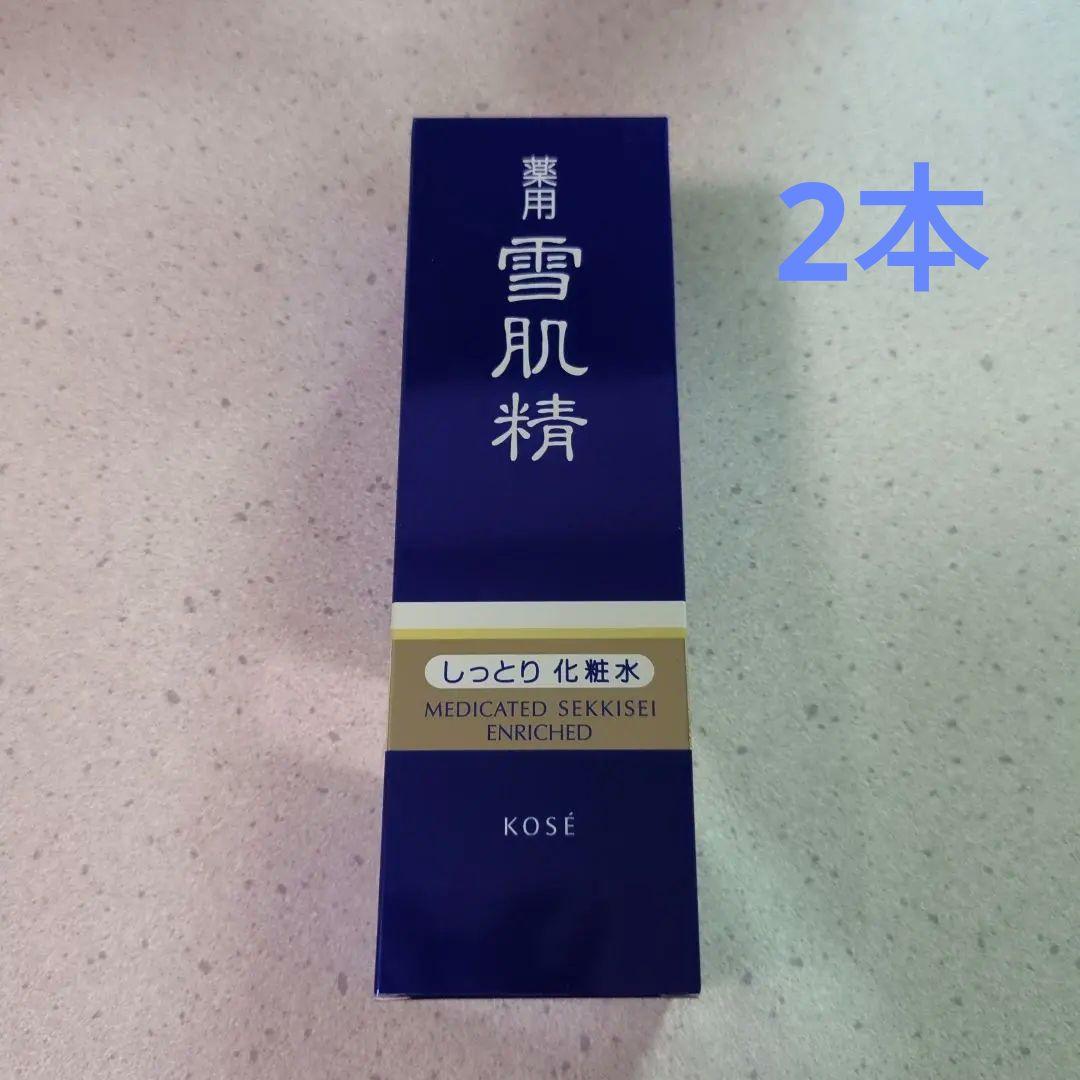 薬用
雪肌精
2本
しっとり 化粧水
MEDICATED SEKKISEI
ENRICHED
KOSÉ